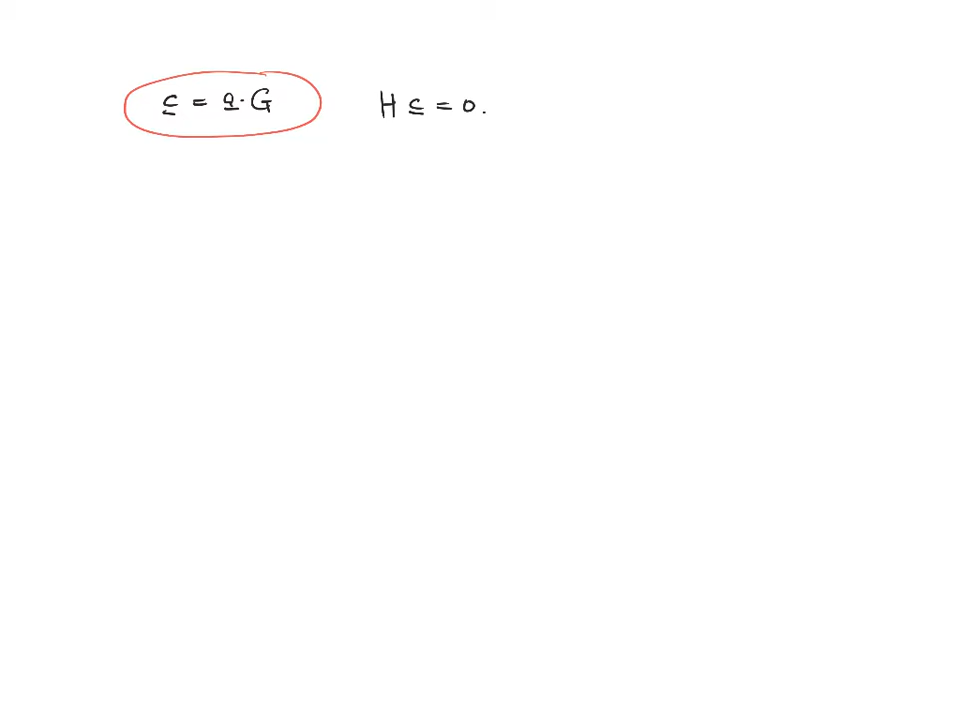 c̲ = a̲·G H c̲ = 0.